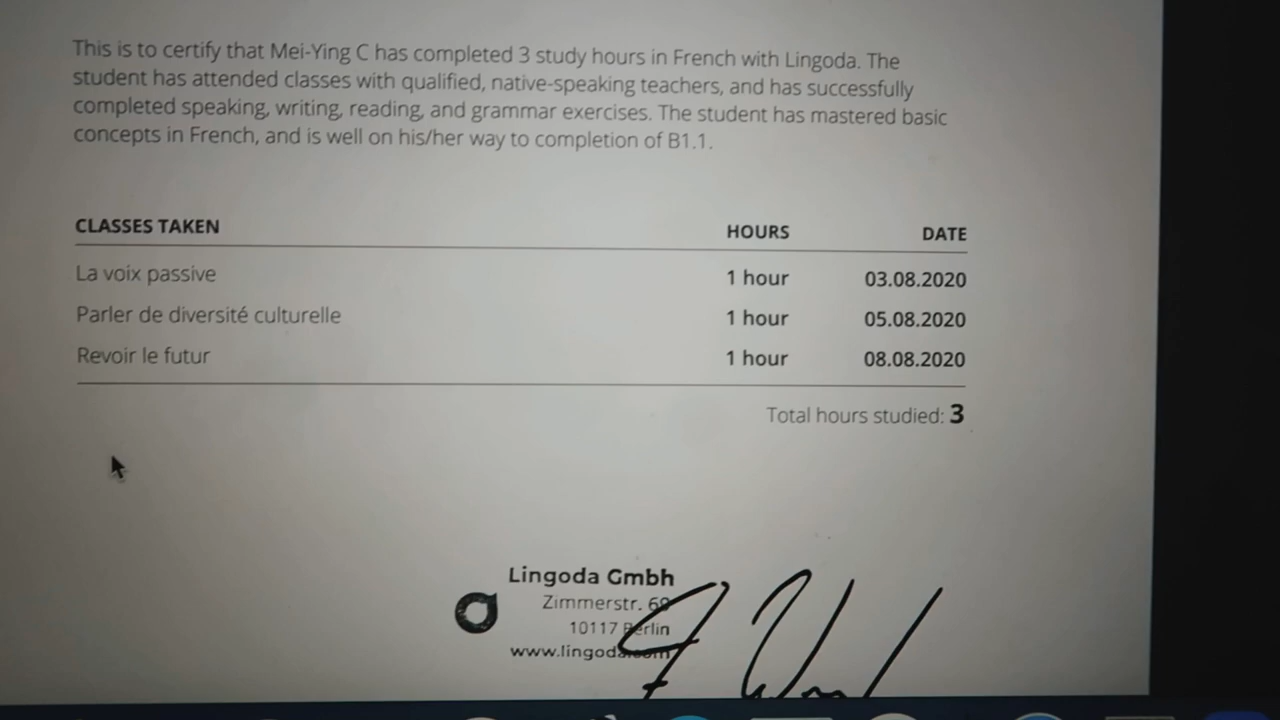 This is to certify that Mei-Ying C has completed 3 study hours in French with Lingoda. The
student has attended classes with qualified, native-speaking teachers, and has successfully
completed speaking, writing, reading, and grammar exercises. The student has mastered basic
concepts in French, and is well on his/her way to completion of B1.1.
CLASSES TAKEN HOURS DATE
La voix passive 1 hour 03.08.2020
Parler de diversité culturelle 1 hour 05.08.2020
Revoir le futur 1 hour 08.08.2020
Total hours studied: 3
Lingoda Gmbh
Zimmerstr.
10117 Berlin
www.lingoda.com